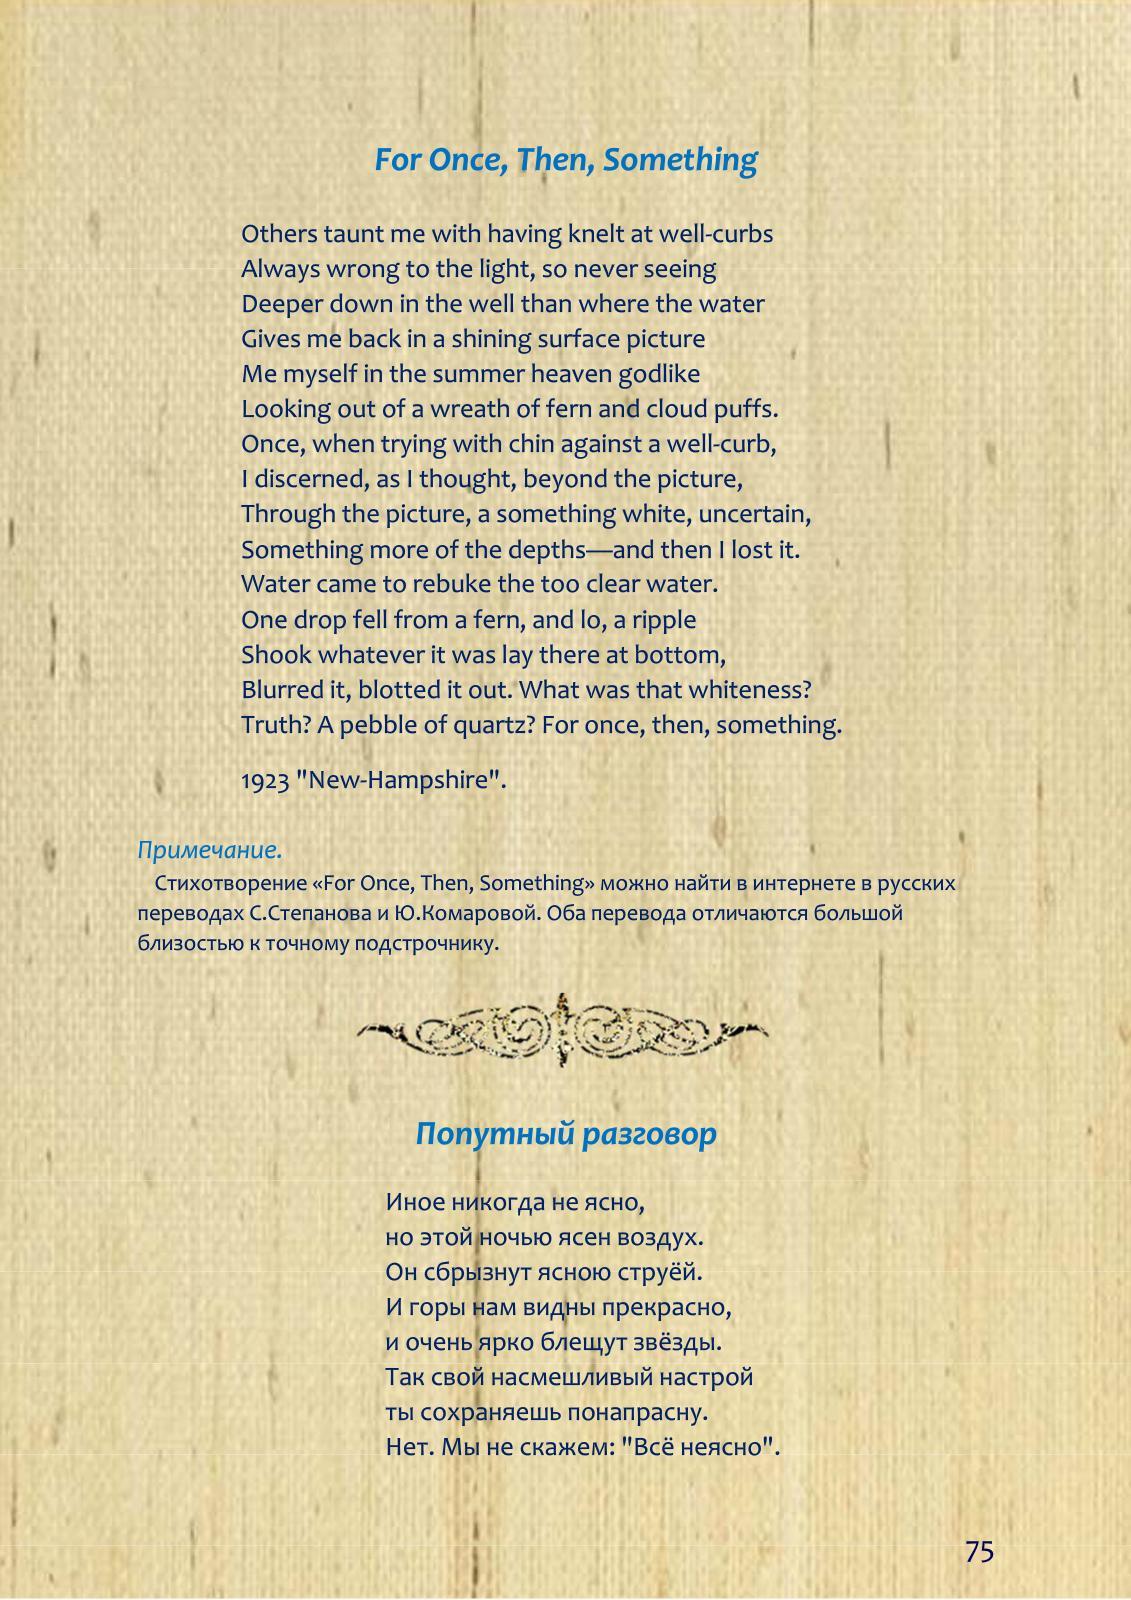 For Once, Then, Something
Others taunt me with having knelt at well-curbs
Always wrong to the light, so never seeing
Deeper down in the well than where the water
Gives me back in a shining surface picture
Me myself in the summer heaven godlike
Looking out of a wreath of fern and cloud puffs.
Once, when trying with chin against a well-curb,
I discerned, as I thought, beyond the picture,
Through the picture, a something white, uncertain,
Something more of the depths—and then I lost it.
Water came to rebuke the too clear water.
One drop fell from a fern, and lo, a ripple
Shook whatever it was lay there at bottom,
Blurred it, blotted it out. What was that whiteness?
Truth? A pebble of quartz? For once, then, something.
1923 "New-Hampshire".
Примечание.
Стихотворение «For Once, Then, Something» можно найти в интернете в русских
переводах С.Степанова и Ю.Комаровой. Оба перевода отличаются большой
близостью к точному подстрочнику.
Попутный разговор
Иное никогда не ясно,
но этой ночью ясен воздух.
Он сбрызнут ясною струёй.
И горы нам видны прекрасно,
и очень ярко блещут звёзды.
Так свой насмешливый настрой
ты сохраняешь понапрасну.
Нет. Мы не скажем: "Всё неясно".
75